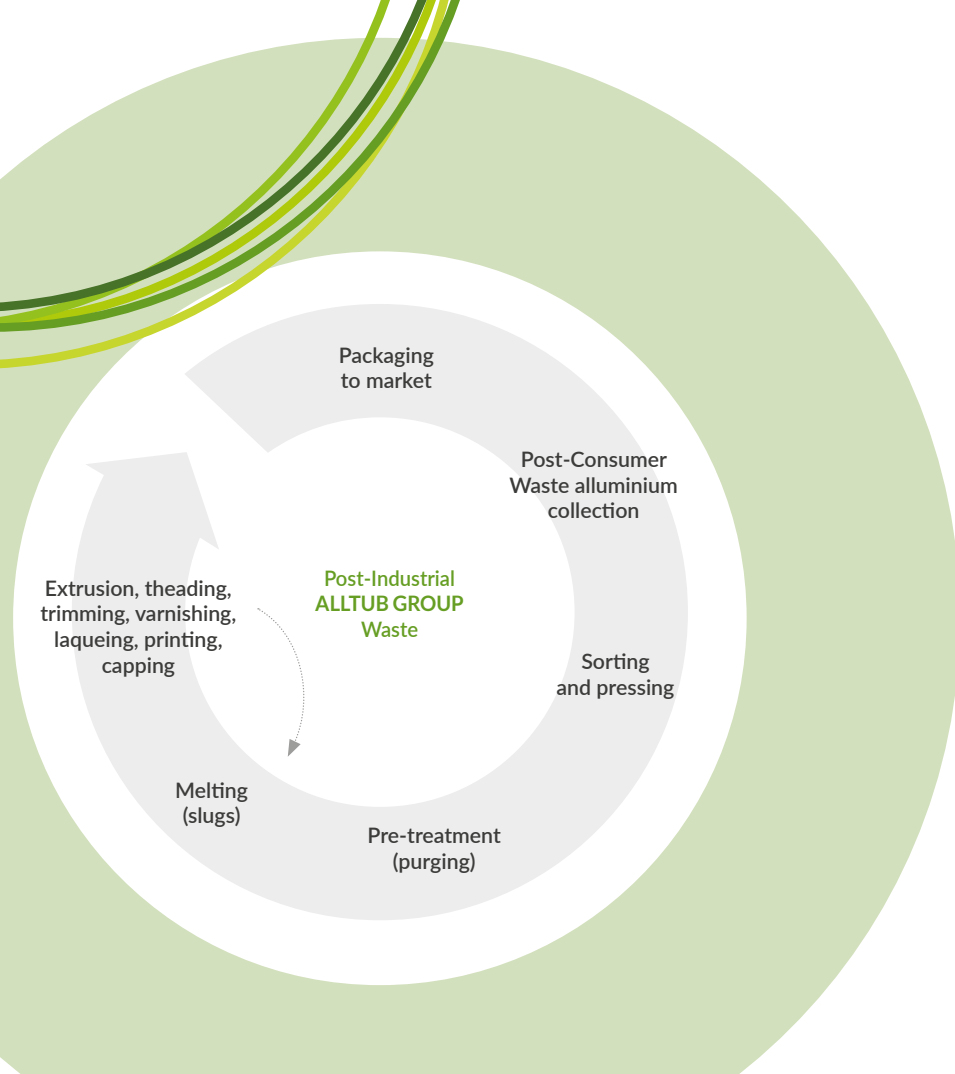 Packaging
to market
Post-Consumer
Waste alluminium
collection
Post-Industrial
ALLTUB GROUP
Waste
Extrusion, theading,
trimming, varnishing,
laqueing, printing,
capping
Sorting
and pressing
Melting
(slugs)
Pre-treatment
(purging)